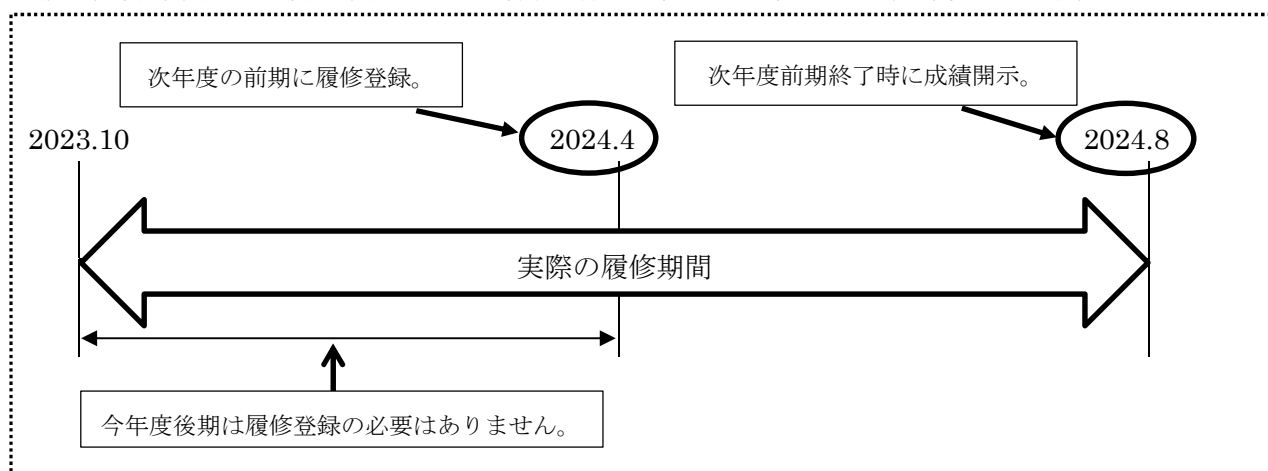 次年度の前期に履修登録。
次年度前期終了時に成績開示。
2023.10
2024.4
2024.8
実際の履修期間
今年度後期は履修登録の必要はありません。